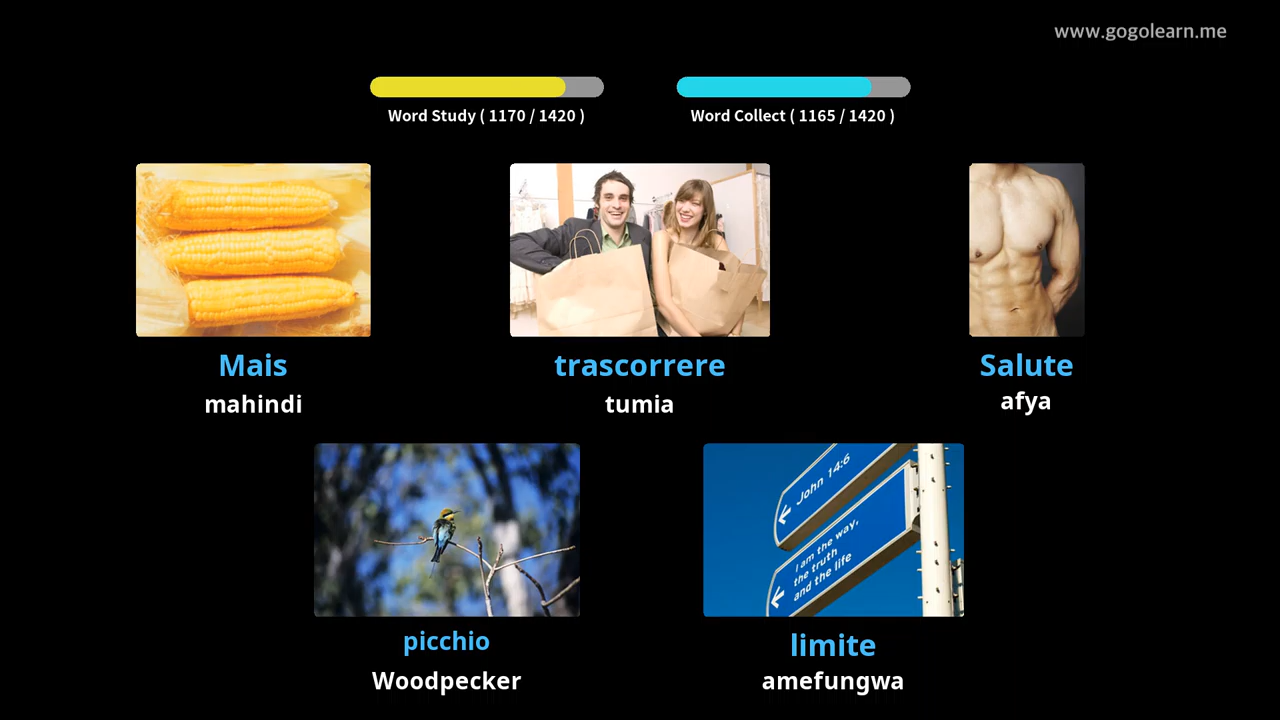 www.gogolearn.me
Word Study ( 1170 / 1420 )
Word Collect ( 1165 / 1420 )
Mais
mahindi
trascorrere
tumia
Salute
afya
picchio
Woodpecker
John 14:6
I am the way,
the truth
and the life
limite
amefungwa